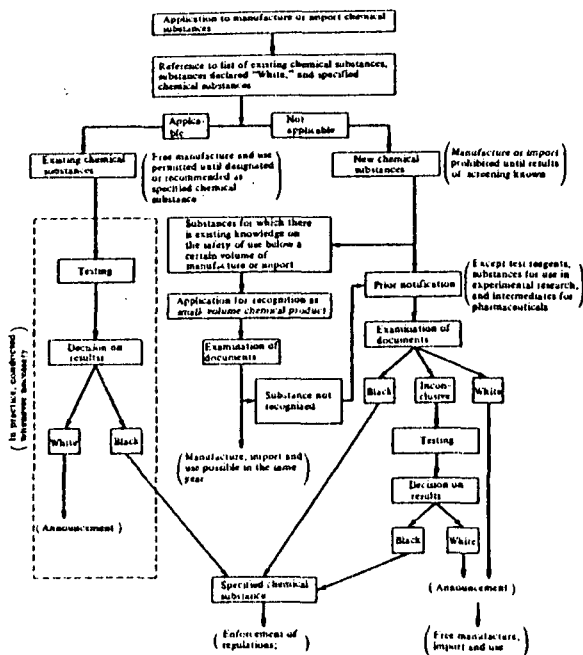 Application to manufacture or import chemical
substances
Reference to list of existing chemical substances,
substances declared "White," and specified
chemical substances
Applica-
ble
Not
applicable
Existing chemical
substances
(Free manufacture and use
permitted until designated
or recommended as
specified chemical
substance)
New chemical
substances
(Manufacture or import
prohibited until results
of screening known)
Substances for which there
is existing knowledge on
the safety of use below a
certain volume of
manufacture or import
Testing
Prior notification
(Except test reagents,
substances for use in
experimental research,
and intermediates for
pharmaceuticals)
Application for recognition as
small-volume chemical product
Examination of
documents
Decision on
results
Examination of
documents
(In practice, conducted
whenever necessary)
Substance not
recognized
Black
Incon-
clusive
White
White
Black
Testing
(Manufacture, import and
use possible in the same
year)
Decision on
results
(Announcement)
Black
White
Specified chemical
substance
(Announcement)
(Enforcement of
regulations;)
(Free manufacture,
import and use)